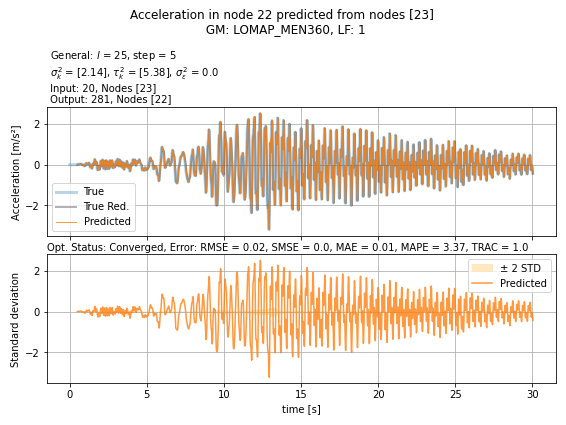 Acceleration in node 22 predicted from nodes [23]
GM: LOMAP_MEN360, LF: 1
General: l = 25, step = 5
σ²ₖ = [2.14], τ²ₖ = [5.38], σ²ε = 0.0
Input: 20, Nodes [23]
Output: 281, Nodes [22]
Acceleration [m/s²]
2
0
−2
True
True Red.
Predicted
Opt. Status: Converged, Error: RMSE = 0.02, SMSE = 0.0, MAE = 0.01, MAPE = 3.37, TRAC = 1.0
Standard deviation
2
0
−2
± 2 STD
Predicted
0 5 10 15 20 25 30
time [s]